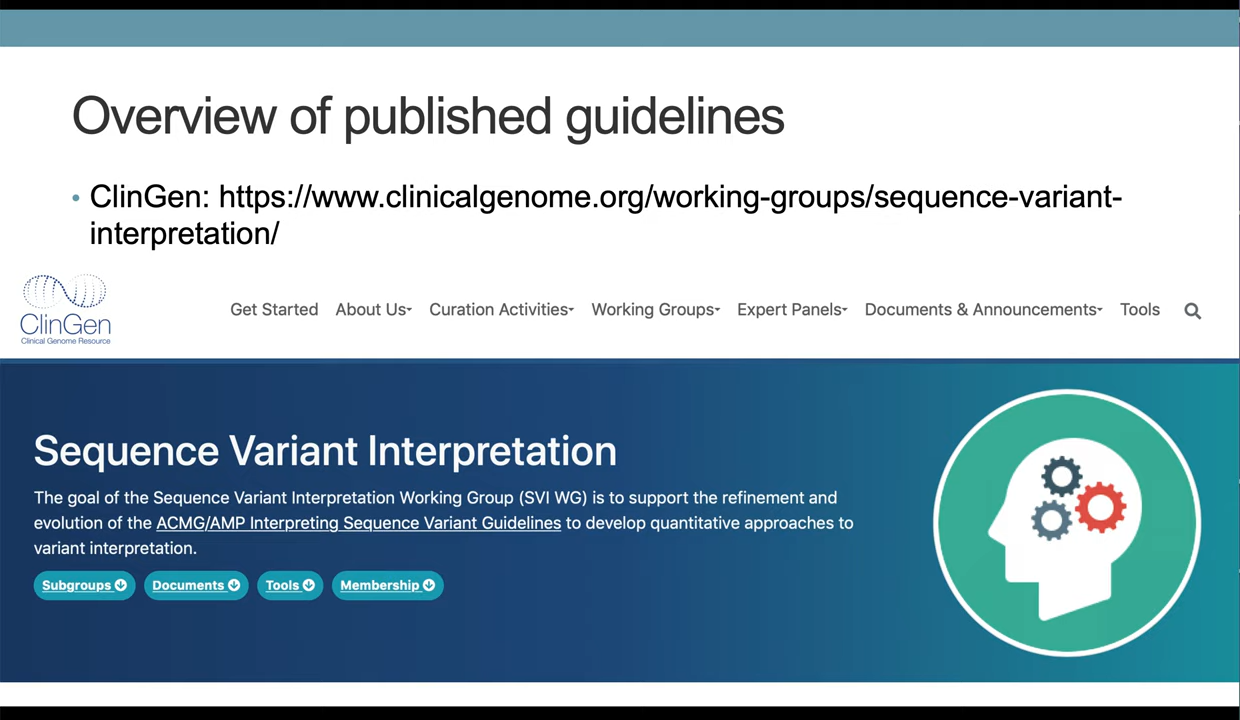 Overview of published guidelines
• ClinGen: https://www.clinicalgenome.org/working-groups/sequence-variant-
interpretation/
ClinGen
Clinical Genome Resource
Get Started About Us Curation Activities Working Groups Expert Panels Documents & Announcements Tools
Sequence Variant Interpretation
The goal of the Sequence Variant Interpretation Working Group (SVI WG) is to support the refinement and
evolution of the ACMG/AMP Interpreting Sequence Variant Guidelines to develop quantitative approaches to
variant interpretation.
Subgroups Documents Tools Membership